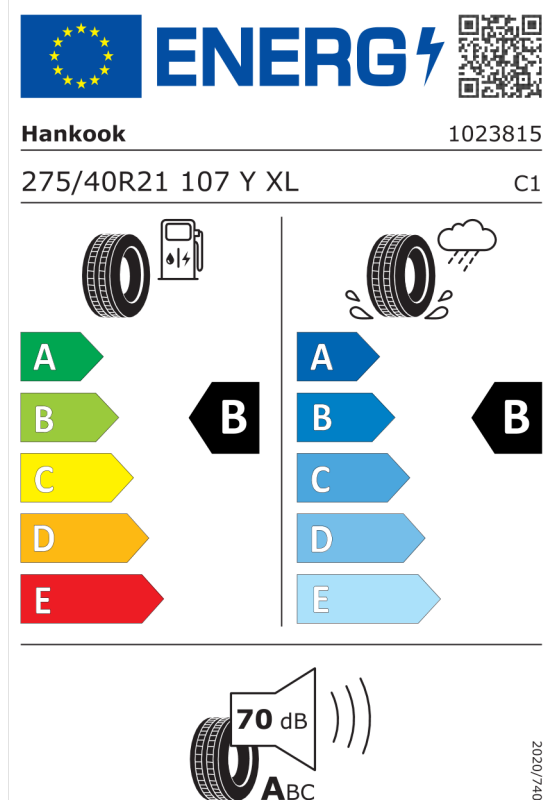 ENERG
Hankook 1023815
275/40R21 107 Y XL C1
A
B
C
D
E
B
A
B
C
D
E
B
70 dB
ABC
2020/740